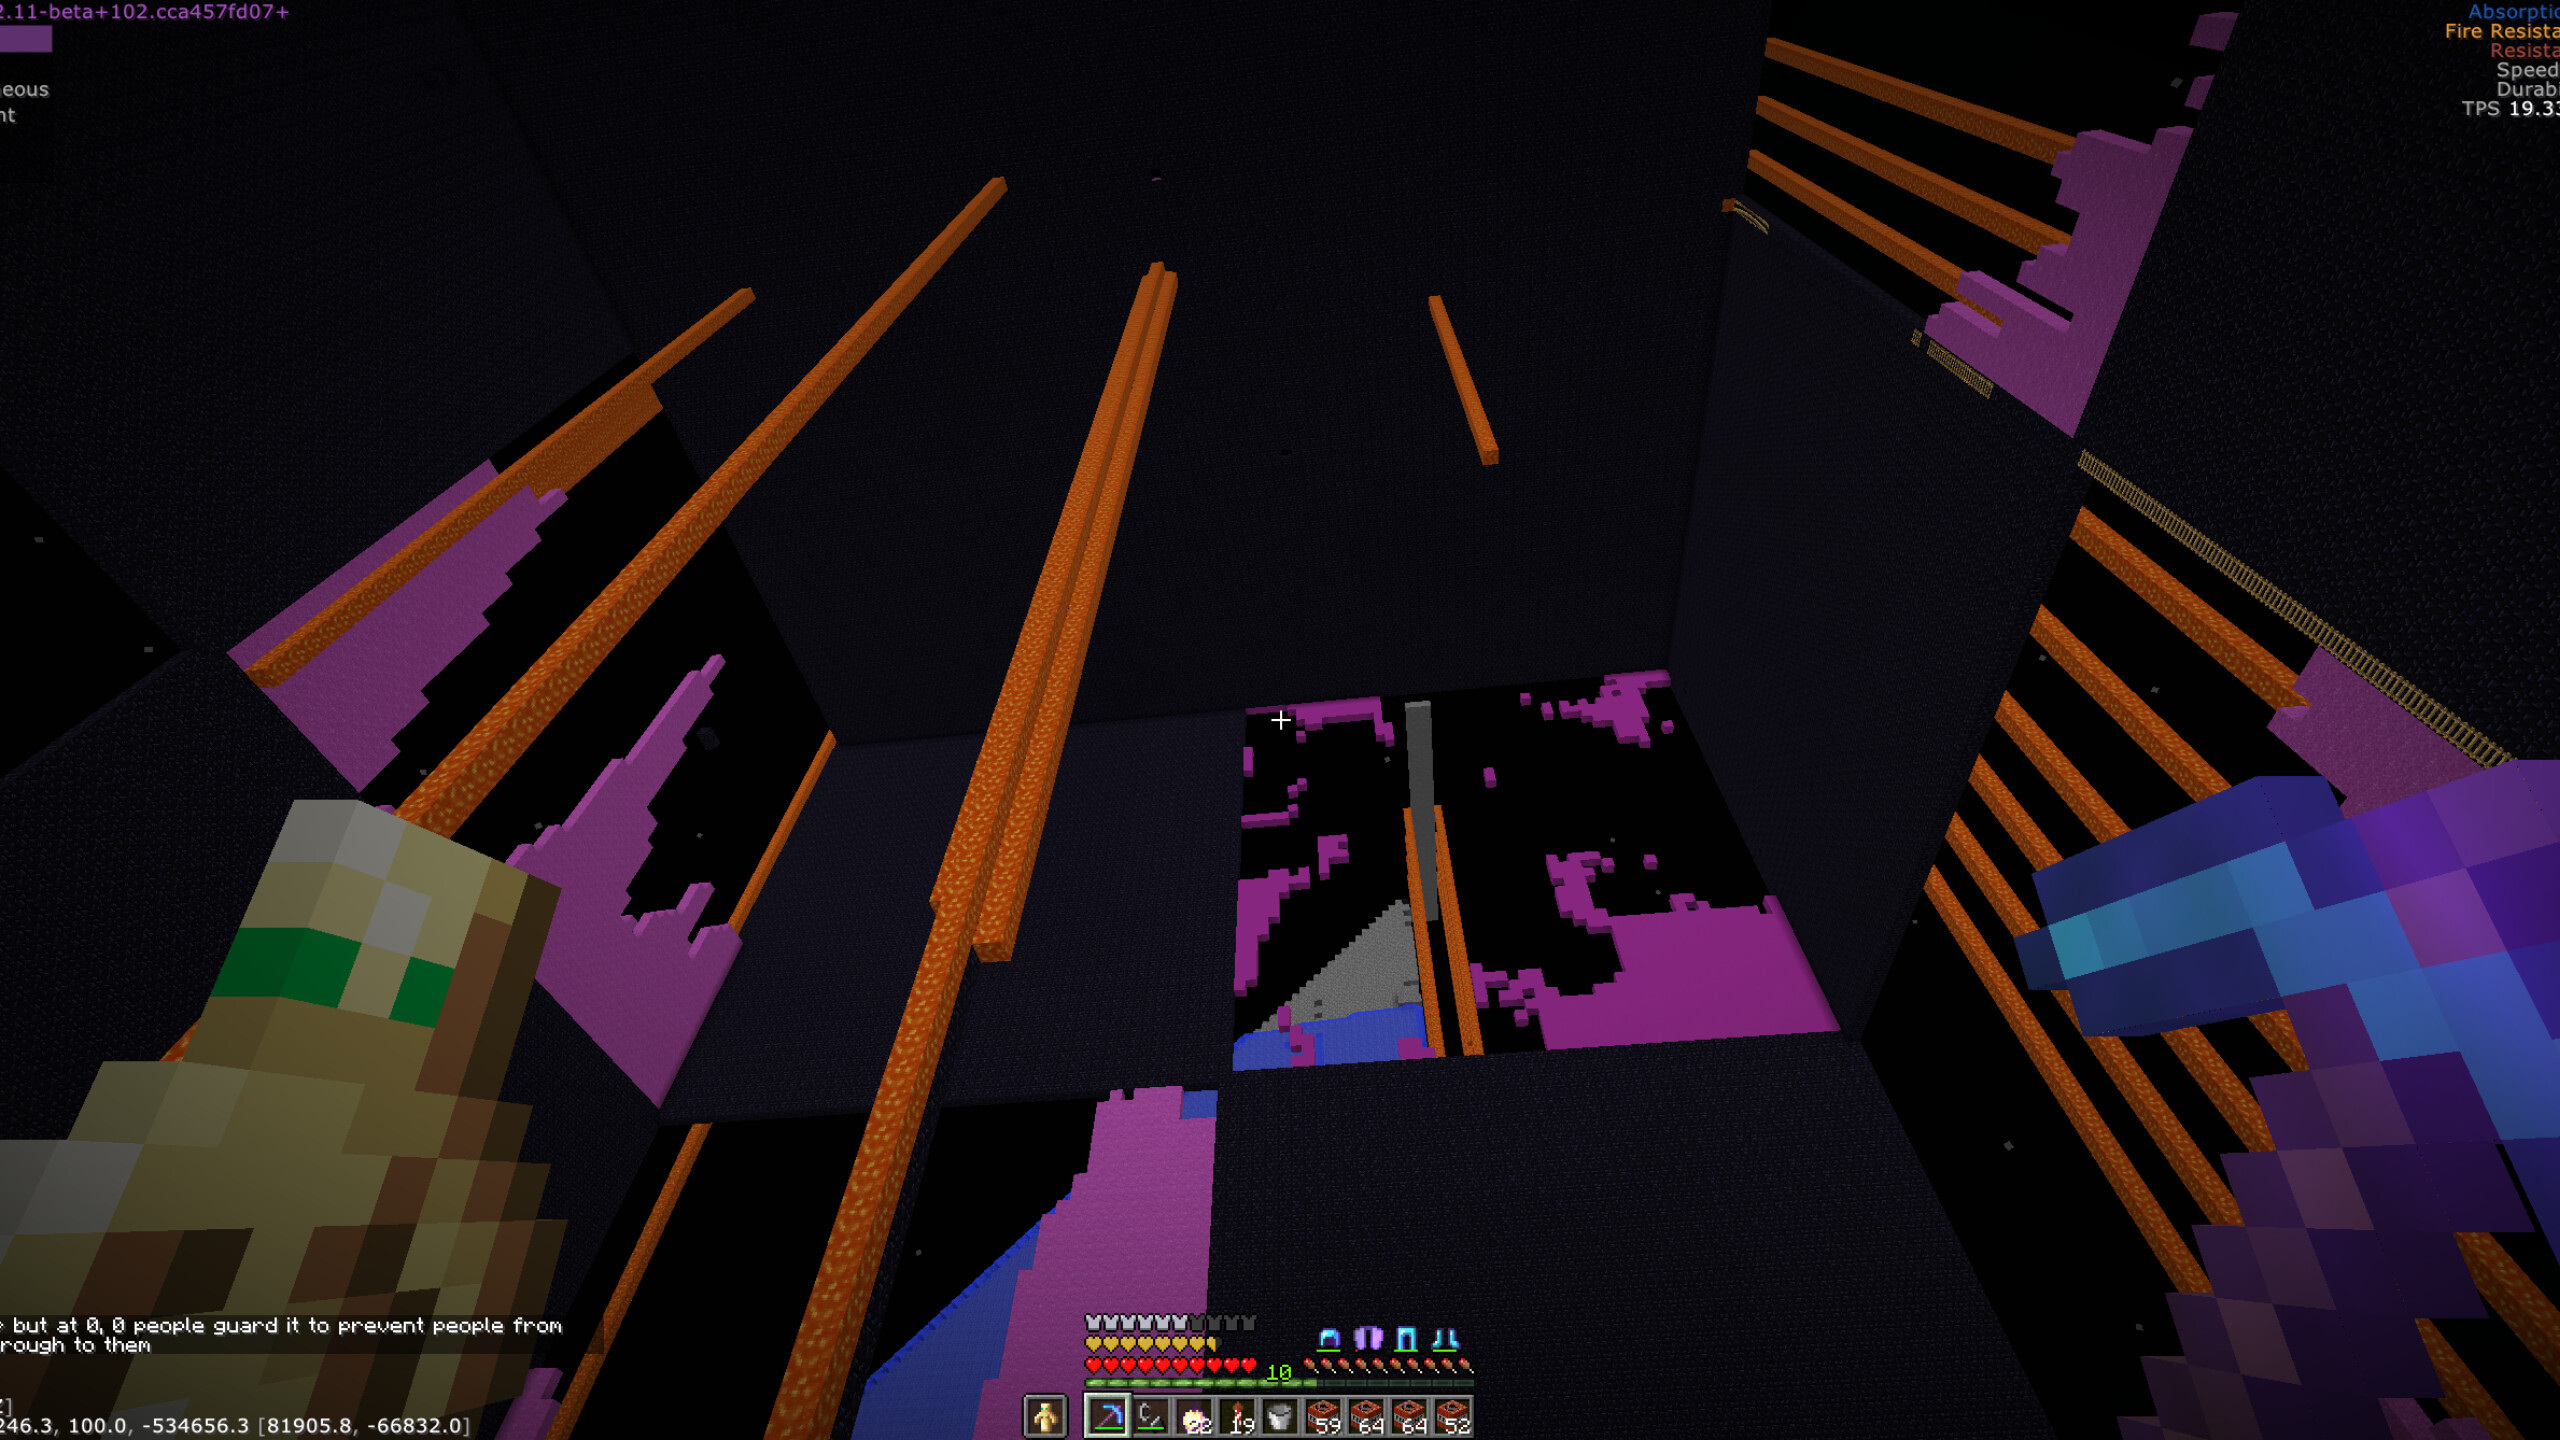 2.11-beta+102.cca457fd07+
eous
nt
Absorptio
Fire Resista
Resista
Speed
Durabi
TPS 19.33
> but at 0,0 people guard it to prevent people from
rough to them
]
246.3, 100.0, -534656.3 [81905.8, -66832.0]
10
19
59
64
64
52